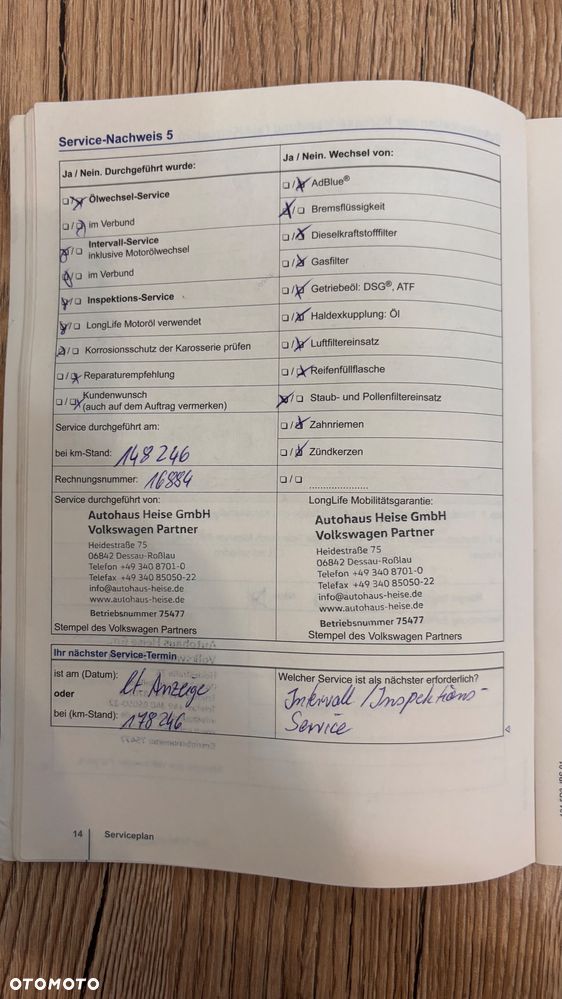 Service-Nachweis 5
Ja / Nein. Durchgeführt wurde:
❑/❑ Ölwechsel-Service
❑/❑ im Verbund
❑/❑ Intervall-Service
inklusive Motorölwechsel
❑/❑ im Verbund
❑/❑ Inspektions-Service
❑/❑ LongLife Motoröl verwendet
❑/❑ Korrosionsschutz der Karosserie prüfen
❑/❑ Reparaturempfehlung
❑/❑ Kundenwunsch
(auch auf dem Auftrag vermerken)
Service durchgeführt am:
bei km-Stand: 148 246
Rechnungsnummer: 16884
Ja / Nein. Wechsel von:
❑/❑ AdBlue®
❑/❑ Bremsflüssigkeit
❑/❑ Dieselkraftstofffilter
❑/❑ Gasfilter
❑/❑ Getriebeöl: DSG®, ATF
❑/❑ Haldexkupplung: Öl
❑/❑ Luftfiltereinsatz
❑/❑ Reifenfüllflasche
❑/❑ Staub- und Pollenfiltereinsatz
❑/❑ Zahnriemen
❑/❑ Zündkerzen
❑/❑ ......................
Service durchgeführt von:
Autohaus Heise GmbH
Volkswagen Partner
Heidestraße 75
06842 Dessau-Roßlau
Telefon +49 340 8701-0
Telefax +49 340 85050-22
info@autohaus-heise.de
www.autohaus-heise.de
Betriebsnummer 75477
Stempel des Volkswagen Partners
LongLife Mobilitätsgarantie:
Autohaus Heise GmbH
Volkswagen Partner
Heidestraße 75
06842 Dessau-Roßlau
Telefon +49 340 8701-0
Telefax +49 340 85050-22
info@autohaus-heise.de
www.autohaus-heise.de
Betriebsnummer 75477
Stempel des Volkswagen Partners
Ihr nächster Service-Termin
ist am (Datum): lt. Anzeige
oder
bei (km-Stand): 178 246
Welcher Service ist als nächster erforderlich?
Intervall / Inspektions-
Service
14 Serviceplan
OTOMOTO